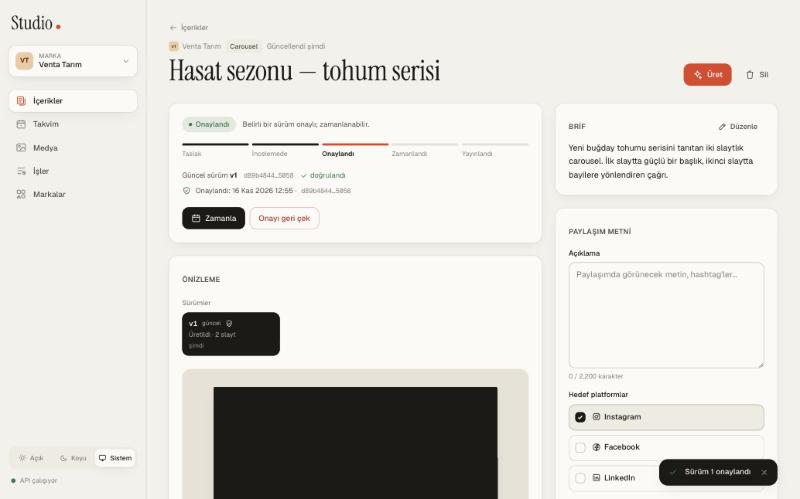 Studio
VT
MARKA
Venta Tarım
İçerikler
Takvim
Medya
İşler
Markalar
Açık
Koyu
Sistem
API çalışıyor
← İçerikler
VT Venta Tarım Carousel Güncellendi şimdi
Hasat sezonu — tohum serisi
Üret
Sil
Onaylandı
Belirli bir sürüm onaylı; zamanlanabilir.
Taslak
İncelemede
Onaylandı
Zamanlandı
Yayınlandı
Güncel sürüm v1 d89b4844…5058 ✓ doğrulandı
Onaylandı: 16 Kas 2026 12:55 · d89b4844…5058
Zamanla
Onayı geri çek
ÖNİZLEME
Sürümler
v1 güncel
Üretildi · 2 slayt
şimdi
BRİF
Düzenle
Yeni buğday tohumu serisini tanıtan iki slaytlık
carousel. İlk slaytta güçlü bir başlık, ikinci slaytta
bayilere yönlendiren çağrı.
PAYLAŞIM METNİ
Açıklama
Paylaşımda görünecek metin, hashtag'ler…
0 / 2.200 karakter
Hedef platformlar
Instagram
Facebook
LinkedIn
✓ Sürüm 1 onaylandı ×